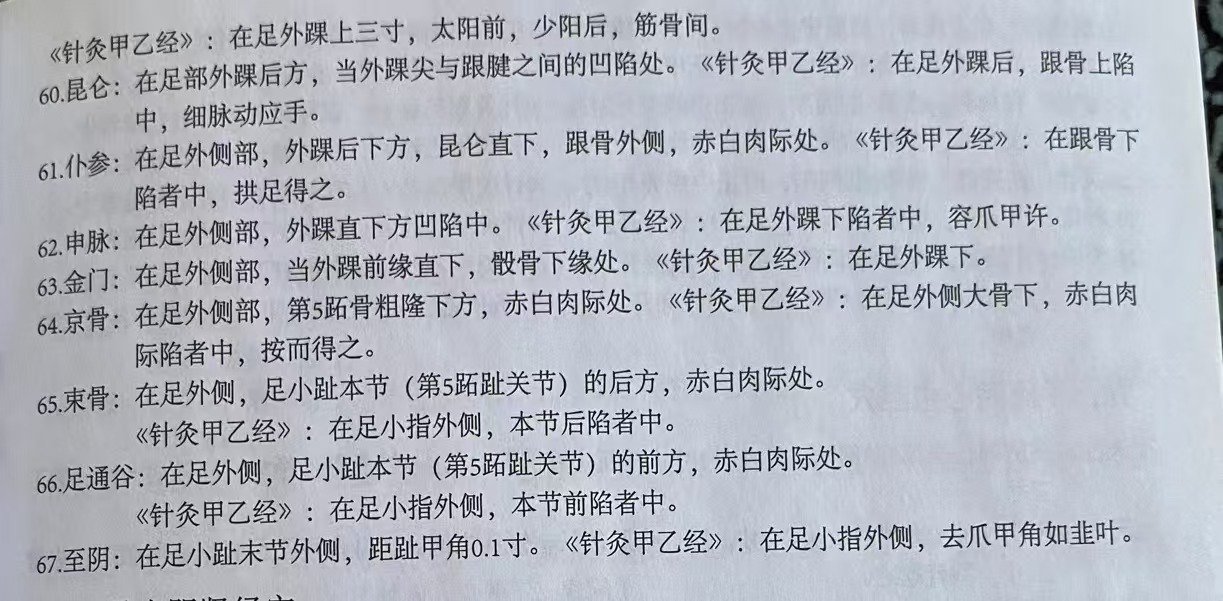 《针灸甲乙经》：在足外踝上三寸，太阳前，少阳后，筋骨间。
60.昆仑：在足部外踝后方，当外踝尖与跟腱之间的凹陷处。《针灸甲乙经》：在足外踝后，跟骨上陷
中，细脉动应手。
61.仆参：在足外侧部，外踝后下方，昆仑直下，跟骨外侧，赤白肉际处。《针灸甲乙经》：在跟骨下
陷者中，拱足得之。
62.申脉：在足外侧部，外踝直下方凹陷中。《针灸甲乙经》：在足外踝下陷者中，容爪甲许。
63.金门：在足外侧部，当外踝前缘直下，骰骨下缘处。《针灸甲乙经》：在足外踝下。
64.京骨：在足外侧部，第5跖骨粗隆下方，赤白肉际处。《针灸甲乙经》：在足外侧大骨下，赤白肉
际陷者中，按而得之。
65.束骨：在足外侧，足小趾本节（第5跖趾关节）的后方，赤白肉际处。
《针灸甲乙经》：在足小指外侧，本节后陷者中。
66.足通谷：在足外侧，足小趾本节（第5跖趾关节）的前方，赤白肉际处。
《针灸甲乙经》：在足小指外侧，本节前陷者中。
67.至阴：在足小趾末节外侧，距趾甲角0.1寸。《针灸甲乙经》：在足小指外侧，去爪甲角如韭叶。